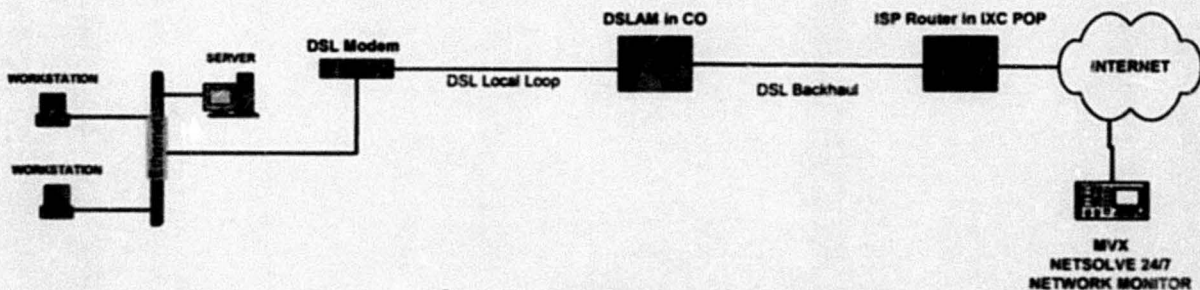 DSLAM in CO
ISP Router in IXC POP
DSL Modem
SERVER
WORKSTATION
INTERNET
DSL Local Loop
DSL Backhaul
WORKSTATION
MVX
NETSOLVE 24/7
NETWORK MONITOR